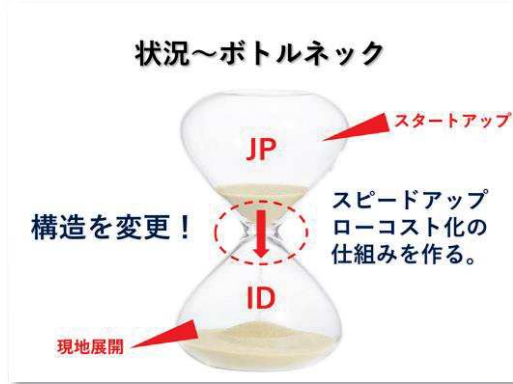 状況～ボトルネック
スタートアップ
JP
構造を変更！
スピードアップ
ローコスト化の
仕組みを作る。
ID
現地展開